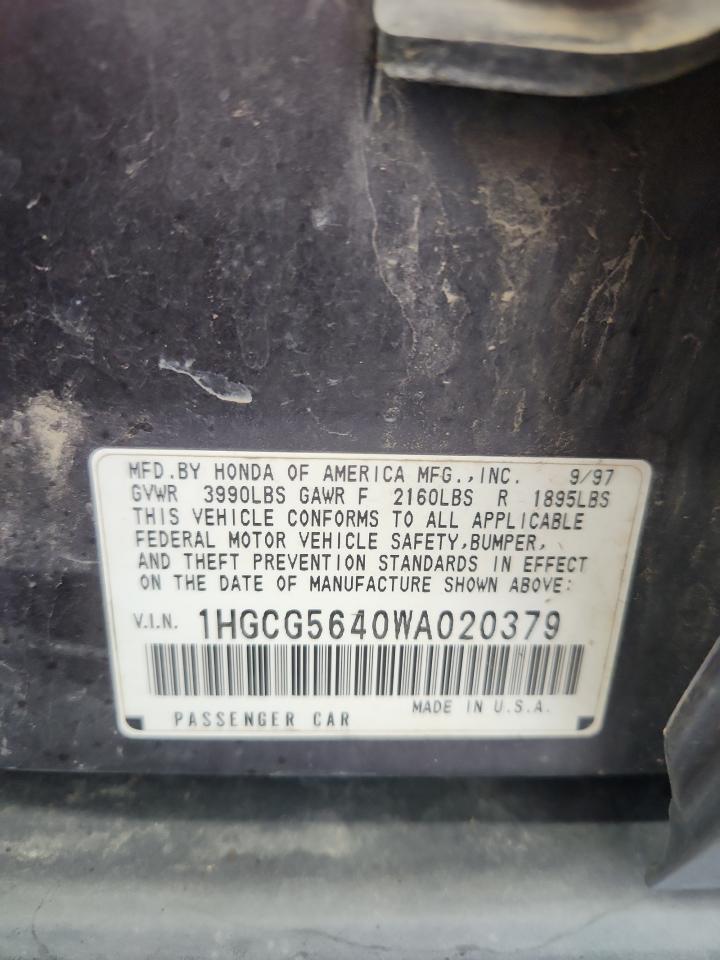 MFD.BY HONDA OF AMERICA MFG.,INC. 9/97
GVWR 3990LBS GAWR F 2160LBS R 1895LBS
THIS VEHICLE CONFORMS TO ALL APPLICABLE
FEDERAL MOTOR VEHICLE SAFETY,BUMPER,
AND THEFT PREVENTION STANDARDS IN EFFECT
ON THE DATE OF MANUFACTURE SHOWN ABOVE:
V.I.N. 1HGCG5640WA020379
MADE IN U.S.A.
PASSENGER CAR